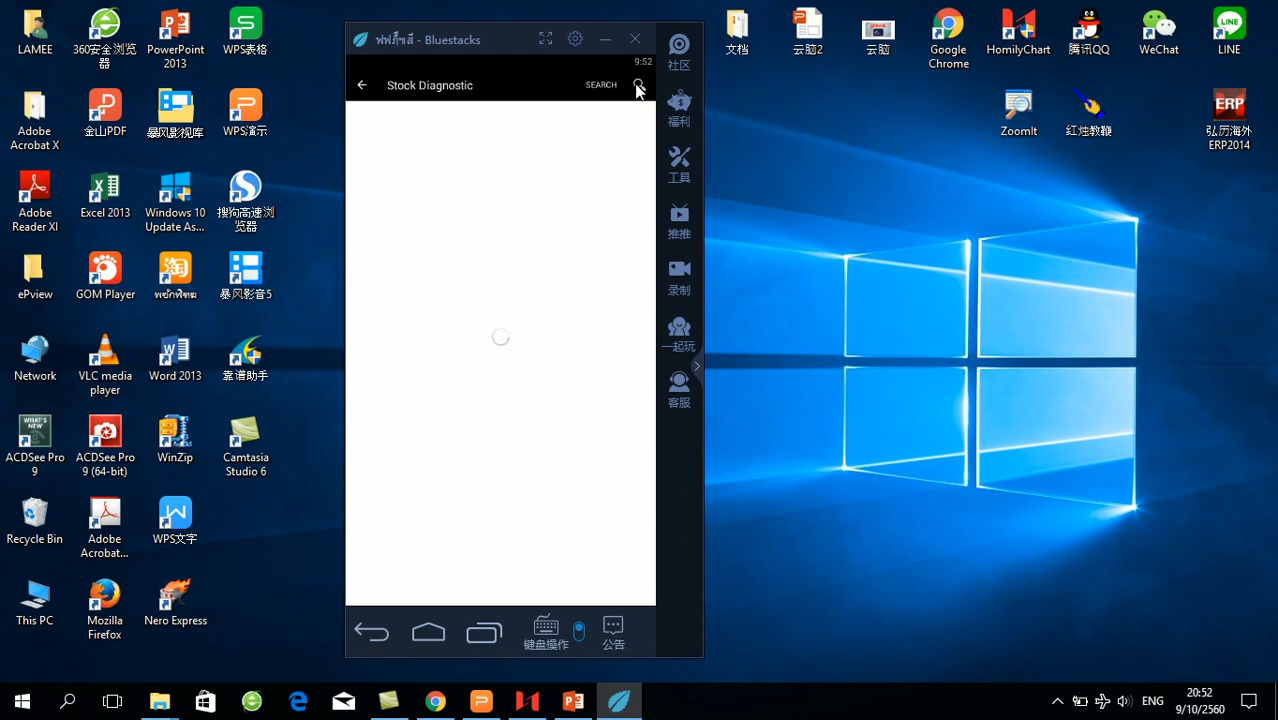 LAMEE
360安全浏览
器
PowerPoint
2013
WPS表格
Adobe
Acrobat X
金山PDF
暴风影视库
WPS演示
Adobe
Reader XI
Excel 2013
Windows 10
Update As...
搜狗高速浏
览器
ePview
GOM Player
暴风影音5
Network
VLC media
player
Word 2013
靠谱助手
WHAT'S
NEW
ACDSee Pro
9
ACDSee Pro
9 (64-bit)
WinZip
Camtasia
Studio 6
Recycle Bin
Adobe
Acrobat...
WPS文字
This PC
Mozilla
Firefox
Nero Express
- Bluestacks
9:52
Stock Diagnostic
SEARCH
社区
福利
工具
推推
录制
一起玩
客服
键盘操作
公告
文档
云脑2
云脑
Google
Chrome
HomilyChart
腾讯QQ
WeChat
LINE
LINE
ZoomIt
红烛教鞭
ERP
弘历海外
ERP2014
ENG
20:52
9/10/2560